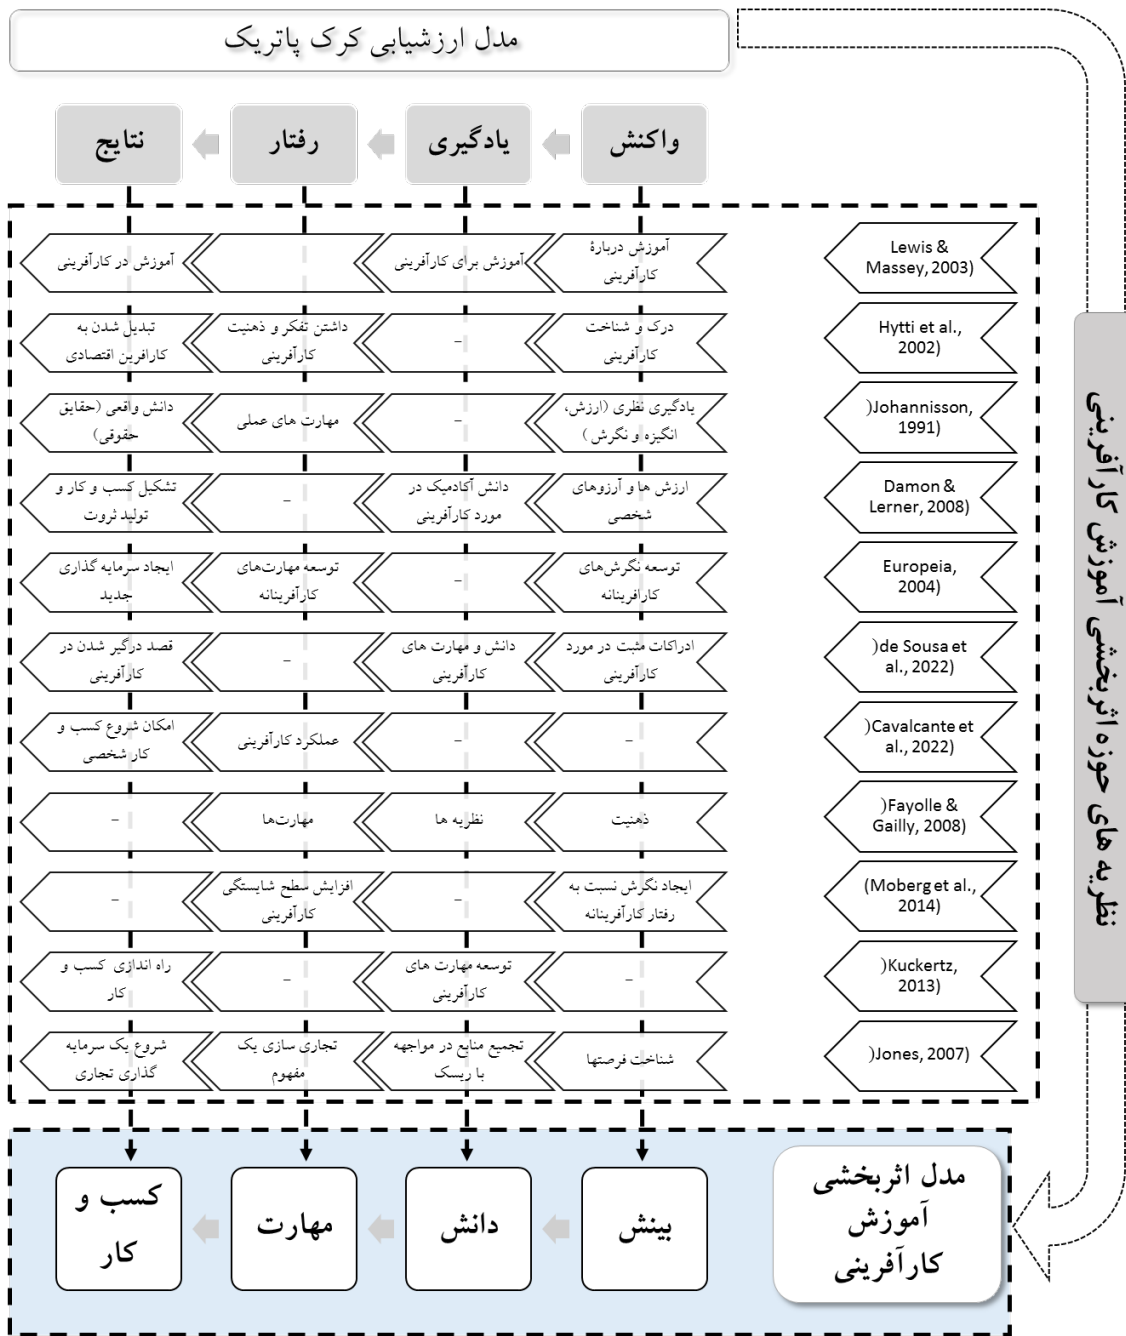 مدل ارزشیابی کرک پاتریک
واکنش
یادگیری
رفتار
نتایج
نظریه های حوزه اثربخشی آموزش کارآفرینی
Lewis &
Massey, 2003)
آموزش دربارۀ
کارآفرینی
آموزش برای کارآفرینی
آموزش در کارآفرینی
Hytti et al.,
2002)
درک و شناخت
کارآفرینی
–
داشتن تفکر و ذهنیت
کارآفرینی
تبدیل شدن به
کارافرین اقتصادی
)Johannisson,
1991)
یادگیری نظری (ارزش،
انگیزه و نگرش )
–
مهارت های عملی
دانش واقعی (حقایق
حقوقی)
Damon &
Lerner, 2008)
ارزش ها و آرزوهای
شخصی
دانش آکادمیک در
مورد کارآفرینی
–
تشکیل کسب و کار و
تولید ثروت
Europeia,
2004)
توسعه نگرش‌های
کارافرینانه
–
توسعه مهارت‌های
کارآفرینانه
ایجاد سرمایه گذاری
جدید
)de Sousa et
al., 2022)
ادراکات مثبت در مورد
کارآفرینی
دانش و مهارت های
کارآفرینی
–
قصد درگیر شدن در
کارآفرینی
)Cavalcante et
al., 2022)
–
–
عملکرد کارآفرینی
امکان شروع کسب و
کار شخصی
)Fayolle &
Gailly, 2008)
ذهنیت
نظریه ها
مهارت‌ها
–
(Moberg et al.,
2014)
ایجاد نگرش نسبت به
رفتار کارآفرینانه
–
افزایش سطح شایستگی
کارآفرینی
–
)Kuckertz,
2013)
–
توسعه مهارت های
کارآفرینی
–
راه اندازی کسب و
کار
)Jones, 2007)
شناخت فرصتها
تجمیع منابع در مواجهه
با ریسک
تجاری سازی یک
مفهوم
شروع یک سرمایه
گذاری تجاری
مدل اثربخشی
آموزش
کارآفرینی
بینش
دانش
مهارت
کسب و
کار